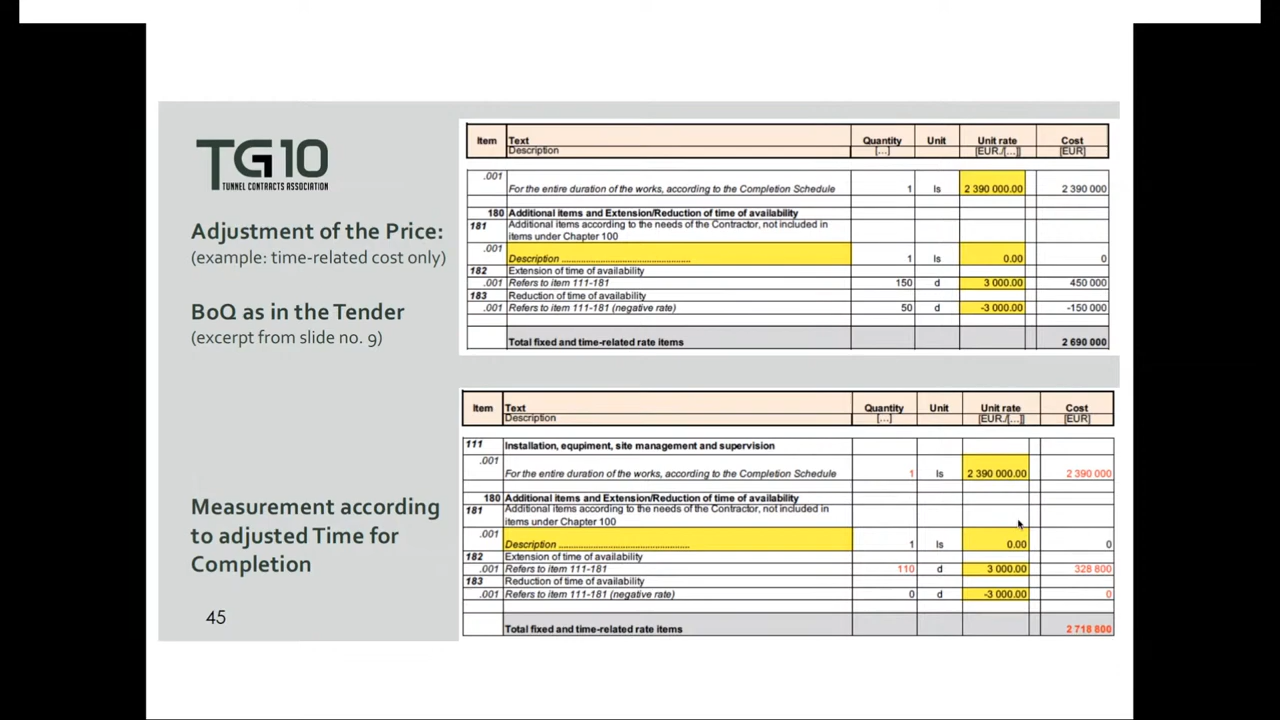 TG10
TUNNEL CONTRACTS ASSOCIATION
Adjustment of the Price:
(example: time-related cost only)
BoQ as in the Tender
(excerpt from slide no. 9)
Measurement according
to adjusted Time for
Completion
45
Item Text Quantity Unit Unit rate Cost
Description [...] [EUR./[...]] [EUR]
.001
For the entire duration of the works, according to the Completion Schedule 1 ls 2 390 000.00 2 390 000
180 Additional items and Extension/Reduction of time of availability
181 Additional items according to the needs of the Contractor, not included in
items under Chapter 100
.001
Description ................................................ 1 ls 0.00 0
182 Extension of time of availability
.001 Refers to item 111-181 150 d 3 000.00 450 000
183 Reduction of time of availability
.001 Refers to item 111-181 (negative rate) 50 d -3 000.00 -150 000
Total fixed and time-related rate items 2 690 000
Item Text Quantity Unit Unit rate Cost
Description [...] [EUR./[...]] [EUR]
111 Installation, equpiment, site management and supervision
.001
For the entire duration of the works, according to the Completion Schedule 1 ls 2 390 000.00 2 390 000
180 Additional items and Extension/Reduction of time of availability
181 Additional items according to the needs of the Contractor, not included in
items under Chapter 100
.001
Description ................................................ 1 ls 0.00 0
182 Extension of time of availability
.001 Refers to item 111-181 110 d 3 000.00 328 800
183 Reduction of time of availability
.001 Refers to item 111-181 (negative rate) 0 d -3 000.00 0
Total fixed and time-related rate items 2 718 800